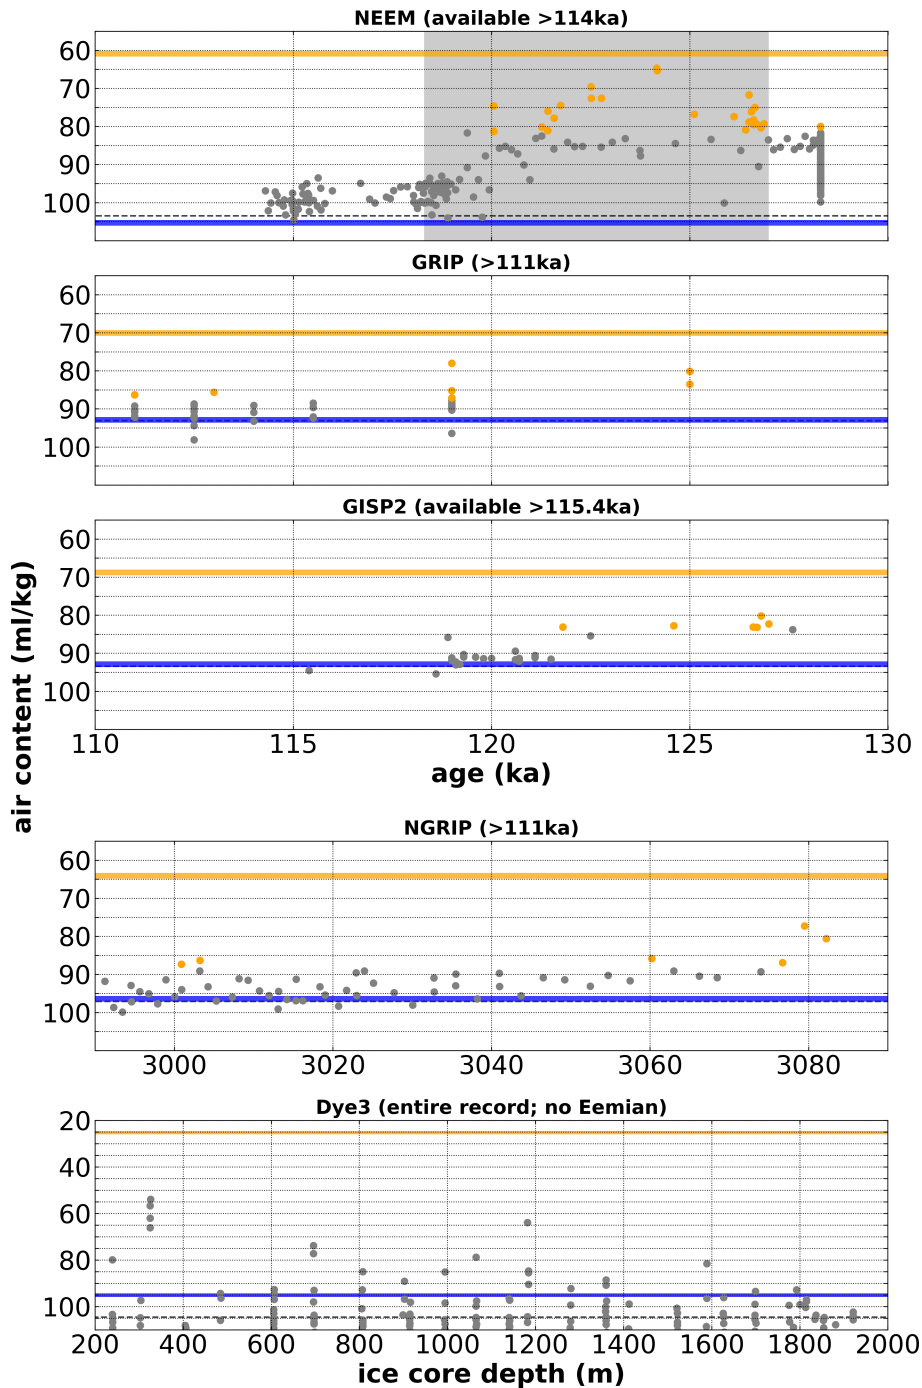 NEEM (available >114ka)
60
70
80
90
100
GRIP (>111ka)
60
70
80
90
100
GISP2 (available >115.4ka)
60
70
80
90
100
110 115 120 125 130
age (ka)
air content (ml/kg)
NGRIP (>111ka)
60
70
80
90
100
3000 3020 3040 3060 3080
Dye3 (entire record; no Eemian)
20
40
60
80
100
200 400 600 800 1000 1200 1400 1600 1800 2000
ice core depth (m)